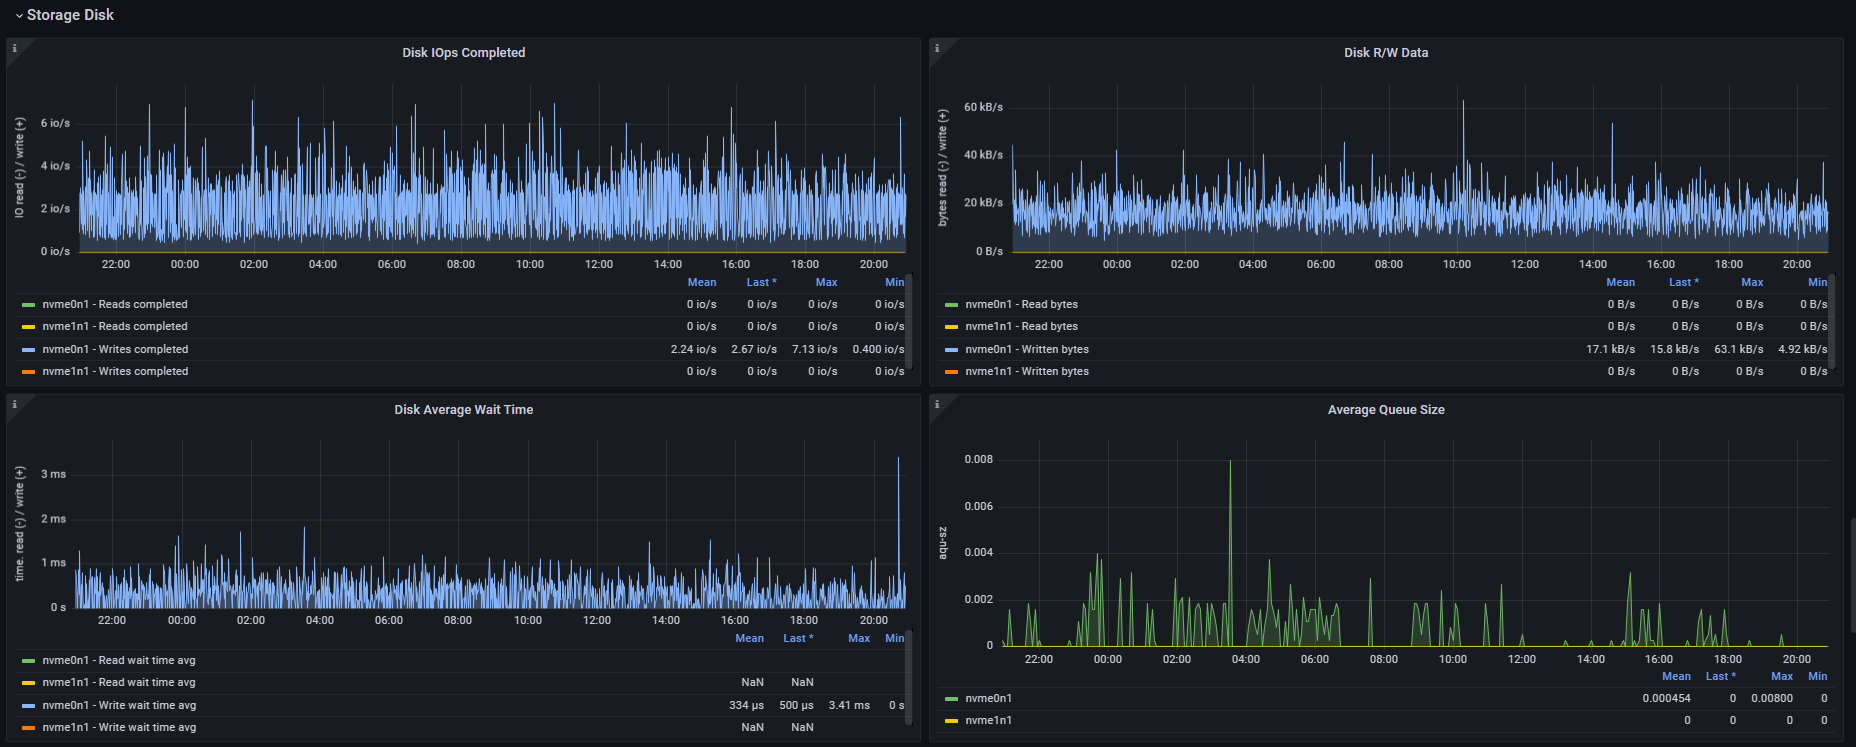 Storage Disk
i
Disk IOps Completed
IO read (-) / write (+)
6 io/s
4 io/s
2 io/s
0 io/s
22:00 00:00 02:00 04:00 06:00 08:00 10:00 12:00 14:00 16:00 18:00 20:00
Mean Last * Max Min
nvme0n1 - Reads completed 0 io/s 0 io/s 0 io/s 0 io/s
nvme1n1 - Reads completed 0 io/s 0 io/s 0 io/s 0 io/s
nvme0n1 - Writes completed 2.24 io/s 2.67 io/s 7.13 io/s 0.400 io/s
nvme1n1 - Writes completed 0 io/s 0 io/s 0 io/s 0 io/s
i
Disk R/W Data
bytes read (-) / write (+)
60 kB/s
40 kB/s
20 kB/s
0 B/s
22:00 00:00 02:00 04:00 06:00 08:00 10:00 12:00 14:00 16:00 18:00 20:00
Mean Last * Max Min
nvme0n1 - Read bytes 0 B/s 0 B/s 0 B/s 0 B/s
nvme1n1 - Read bytes 0 B/s 0 B/s 0 B/s 0 B/s
nvme0n1 - Written bytes 17.1 kB/s 15.8 kB/s 63.1 kB/s 4.92 kB/s
nvme1n1 - Written bytes 0 B/s 0 B/s 0 B/s 0 B/s
i
Disk Average Wait Time
time. read (-) / write (+)
3 ms
2 ms
1 ms
0 s
22:00 00:00 02:00 04:00 06:00 08:00 10:00 12:00 14:00 16:00 18:00 20:00
Mean Last * Max Min
nvme0n1 - Read wait time avg
nvme1n1 - Read wait time avg NaN NaN
nvme0n1 - Write wait time avg 334 µs 500 µs 3.41 ms 0 s
nvme1n1 - Write wait time avg NaN NaN
i
Average Queue Size
aqu-sz
0.008
0.006
0.004
0.002
0
22:00 00:00 02:00 04:00 06:00 08:00 10:00 12:00 14:00 16:00 18:00 20:00
Mean Last * Max Min
nvme0n1 0.000454 0 0.00800 0
nvme1n1 0 0 0 0